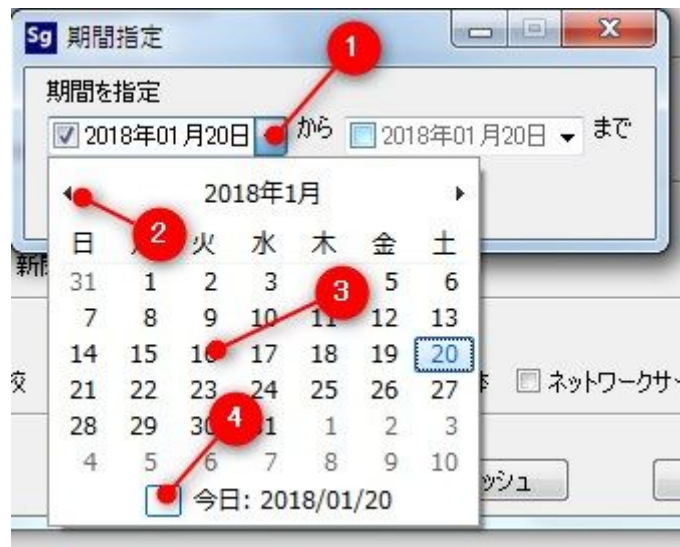 Sg 期間指定
1
期間を指定
2018年01月20日 から 2018年01月20日 まで
2018年1月
2
日 火 水 木 金 土
31 1 2 3 5 6
3
7 8 9 10 11 12 13
14 15 16 17 18 19 20
21 22 23 24 25 26 27
ネットワークサ
28 29 30 31 1 2 3
4
4 5 6 7 8 9 10
ッシュ
今日: 2018/01/20